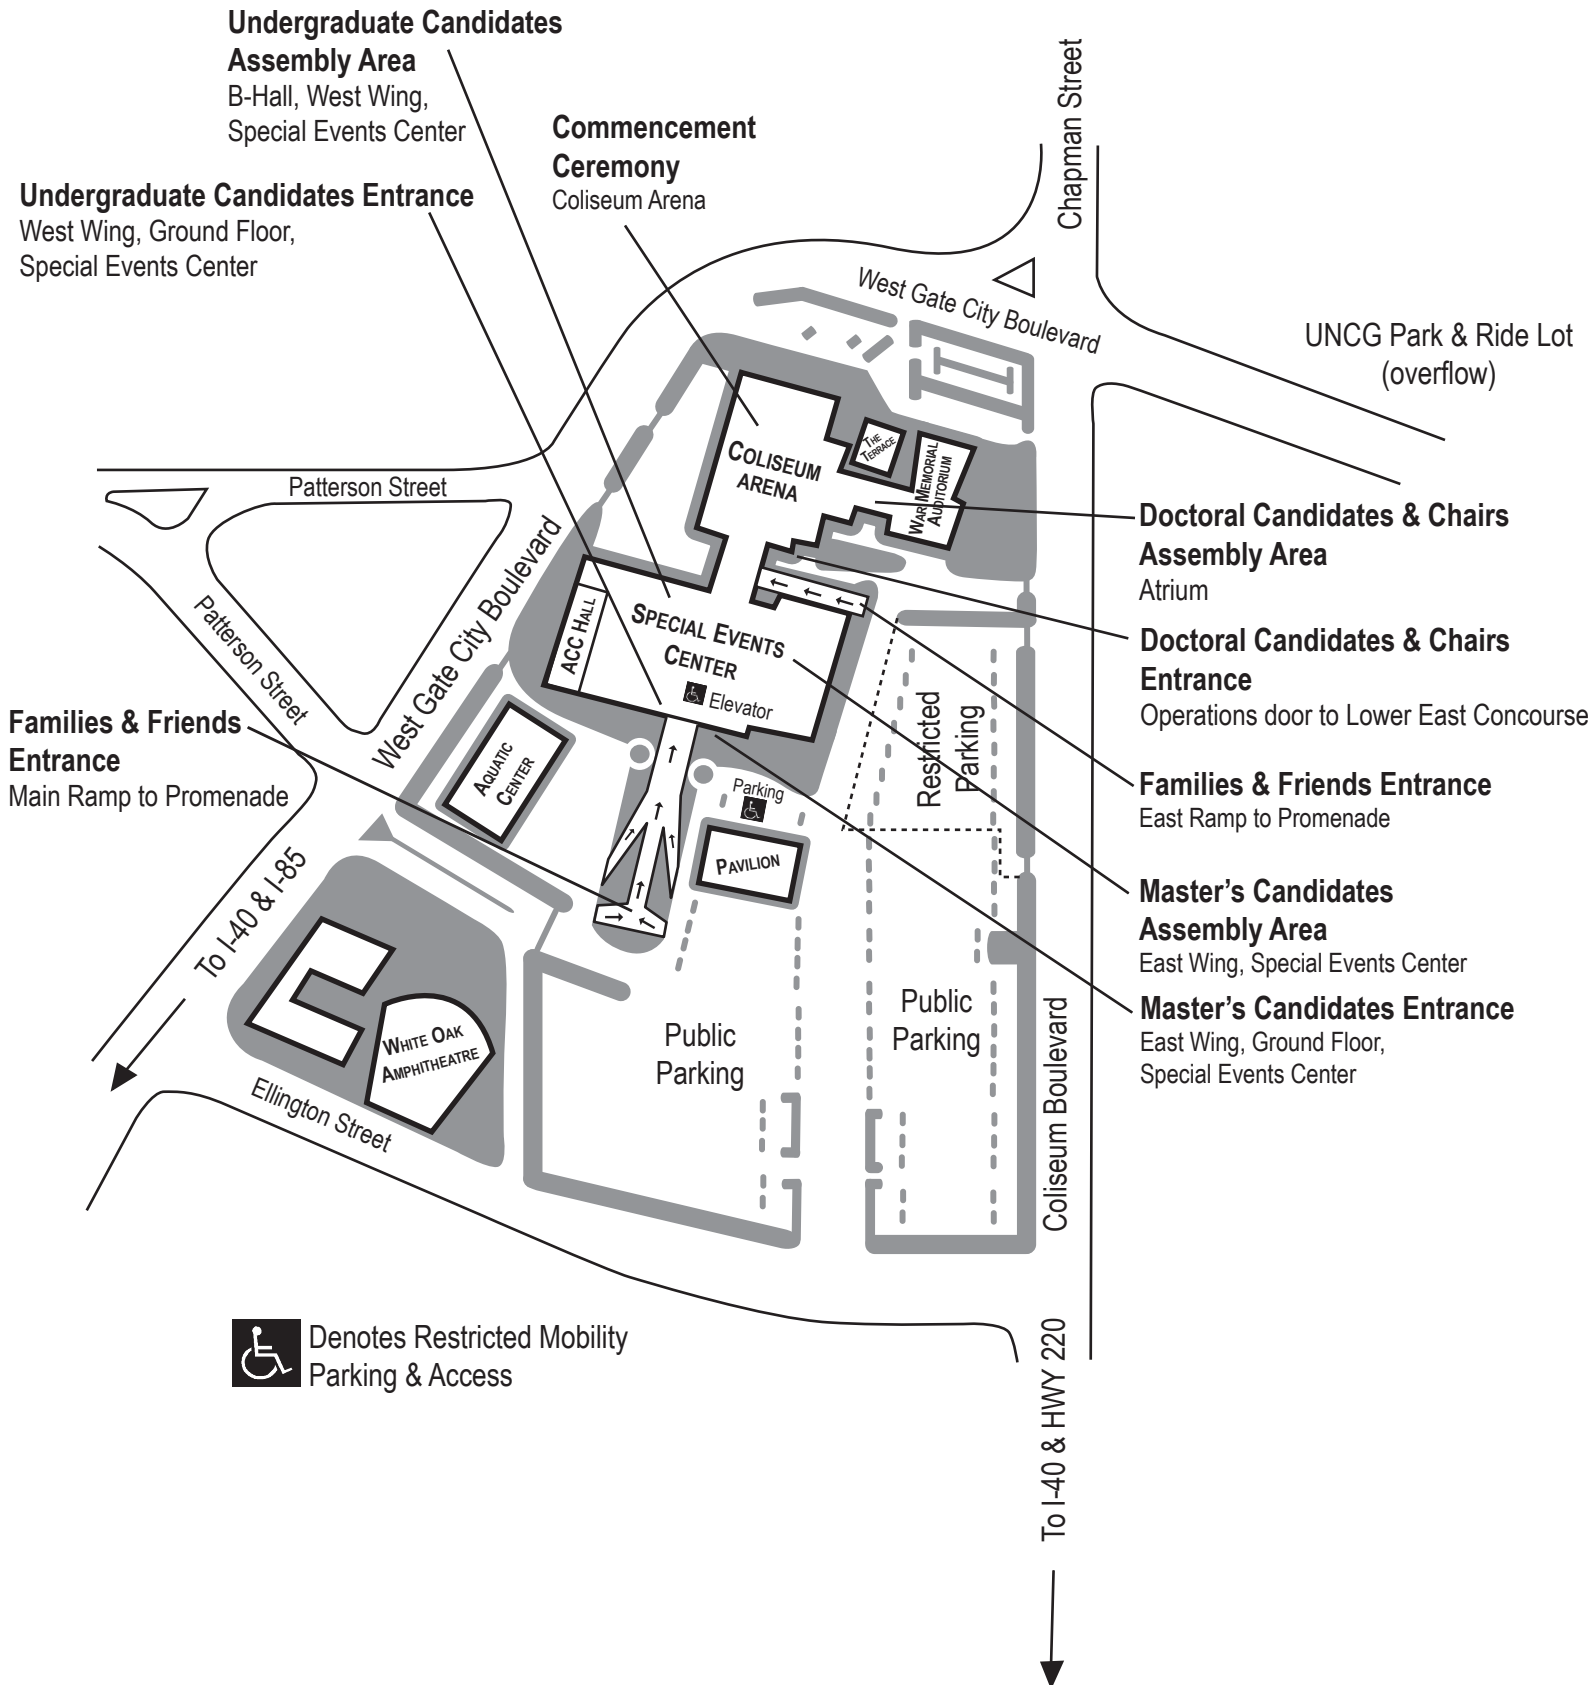 Undergraduate Candidates
Assembly Area
B-Hall, West Wing,
Special Events Center
Commencement
Ceremony
Coliseum Arena
Undergraduate Candidates Entrance
West Wing, Ground Floor,
Special Events Center
Chapman Street
West Gate City Boulevard
UNCG Park & Ride Lot
(overflow)
Patterson Street
THE
TERRACE
WAR MEMORIAL
AUDITORIUM
COLISEUM
ARENA
Doctoral Candidates & Chairs
Assembly Area
Atrium
West Gate City Boulevard
Patterson Street
ACC HALL
SPECIAL EVENTS
CENTER
Elevator
Doctoral Candidates & Chairs
Entrance
Operations door to Lower East Concourse
Families & Friends
Entrance
Main Ramp to Promenade
AQUATIC
CENTER
Parking
Restricted
Parking
Families & Friends Entrance
East Ramp to Promenade
PAVILION
To I-40 & I-85
Master's Candidates
Assembly Area
East Wing, Special Events Center
Master's Candidates Entrance
East Wing, Ground Floor,
Special Events Center
WHITE OAK
AMPHITHEATRE
Public
Parking
Public
Parking
Ellington Street
Coliseum Boulevard
Denotes Restricted Mobility
Parking & Access
To I-40 & HWY 220